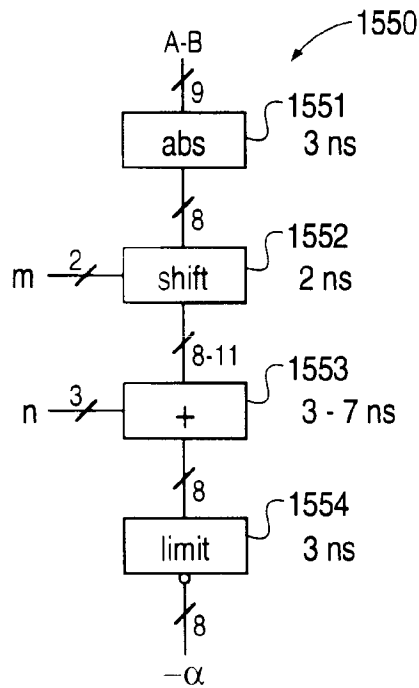 1550
A-B
9
1551
abs
3 ns
8
1552
m
2
shift
2 ns
8-11
1553
n
3
+
3 - 7 ns
8
1554
limit
3 ns
8
-α